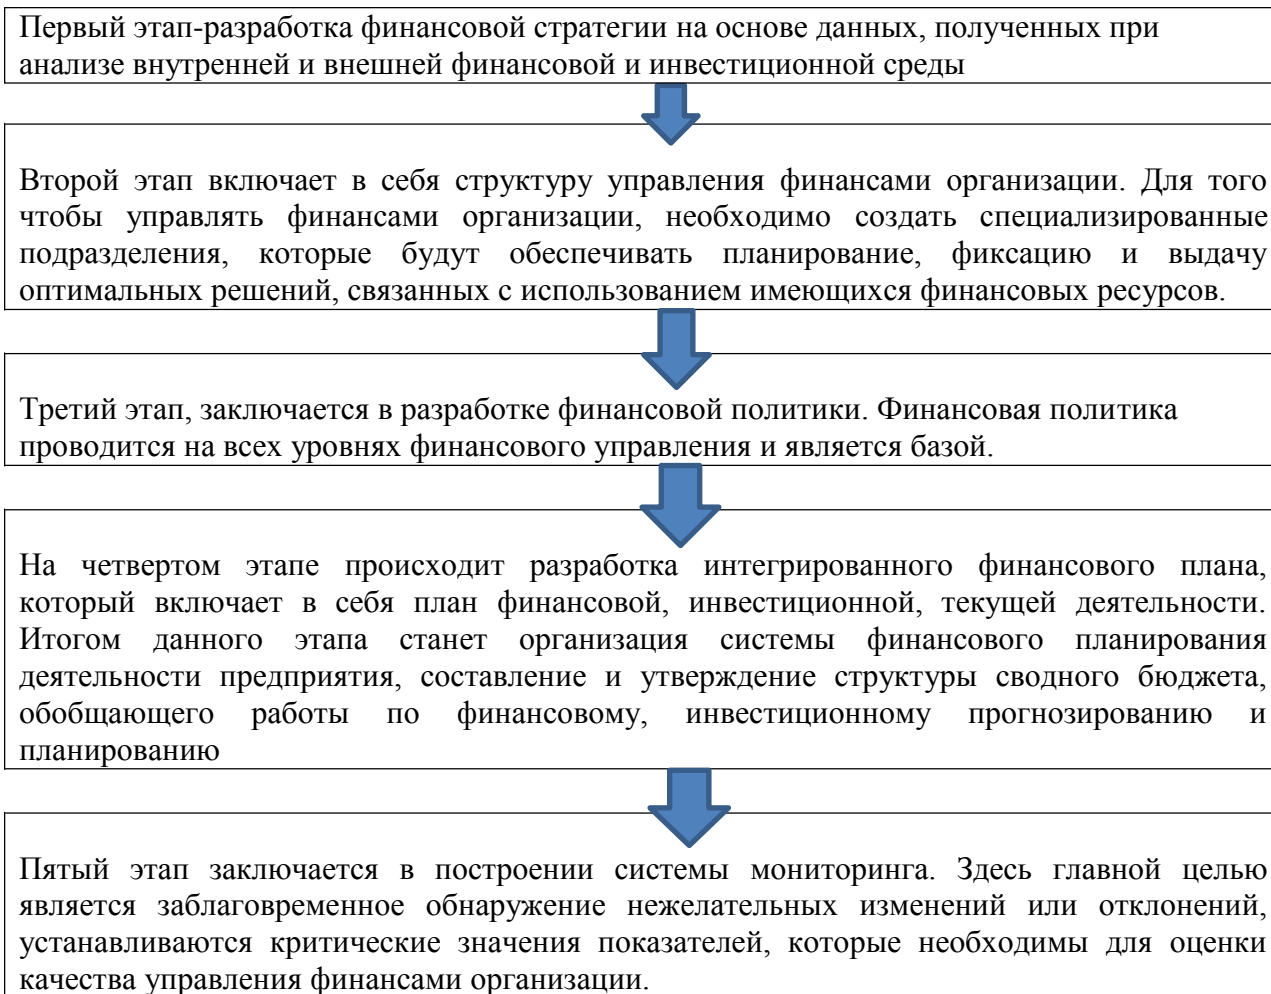 Первый этап-разработка финансовой стратегии на основе данных, полученных при
анализе внутренней и внешней финансовой и инвестиционной среды
Второй этап включает в себя структуру управления финансами организации. Для того
чтобы управлять финансами организации, необходимо создать специализированные
подразделения, которые будут обеспечивать планирование, фиксацию и выдачу
оптимальных решений, связанных с использованием имеющихся финансовых ресурсов.
Третий этап, заключается в разработке финансовой политики. Финансовая политика
проводится на всех уровнях финансового управления и является базой.
На четвертом этапе происходит разработка интегрированного финансового плана,
который включает в себя план финансовой, инвестиционной, текущей деятельности.
Итогом данного этапа станет организация системы финансового планирования
деятельности предприятия, составление и утверждение структуры сводного бюджета,
обобщающего работы по финансовому, инвестиционному прогнозированию и
планированию
Пятый этап заключается в построении системы мониторинга. Здесь главной целью
является заблаговременное обнаружение нежелательных изменений или отклонений,
устанавливаются критические значения показателей, которые необходимы для оценки
качества управления финансами организации.